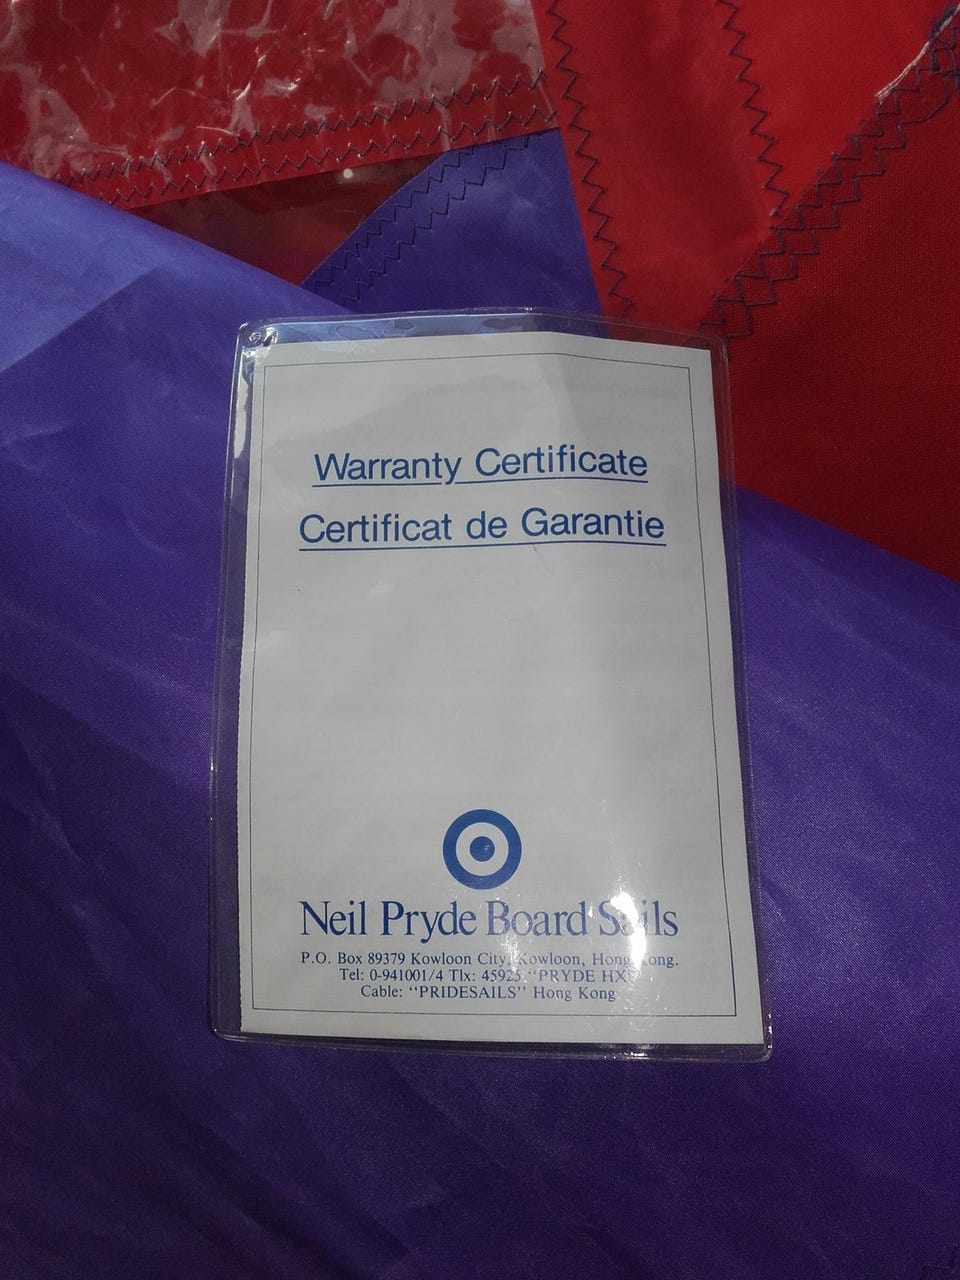 Warranty Certificate
Certificat de Garantie
Neil Pryde Board Sails
P.O. Box 89379 Kowloon City, Kowloon, Hong Kong.
Tel: 0-941001/4 Tlx: 45925 "PRYDE HX"
Cable: "PRIDESAILS" Hong Kong